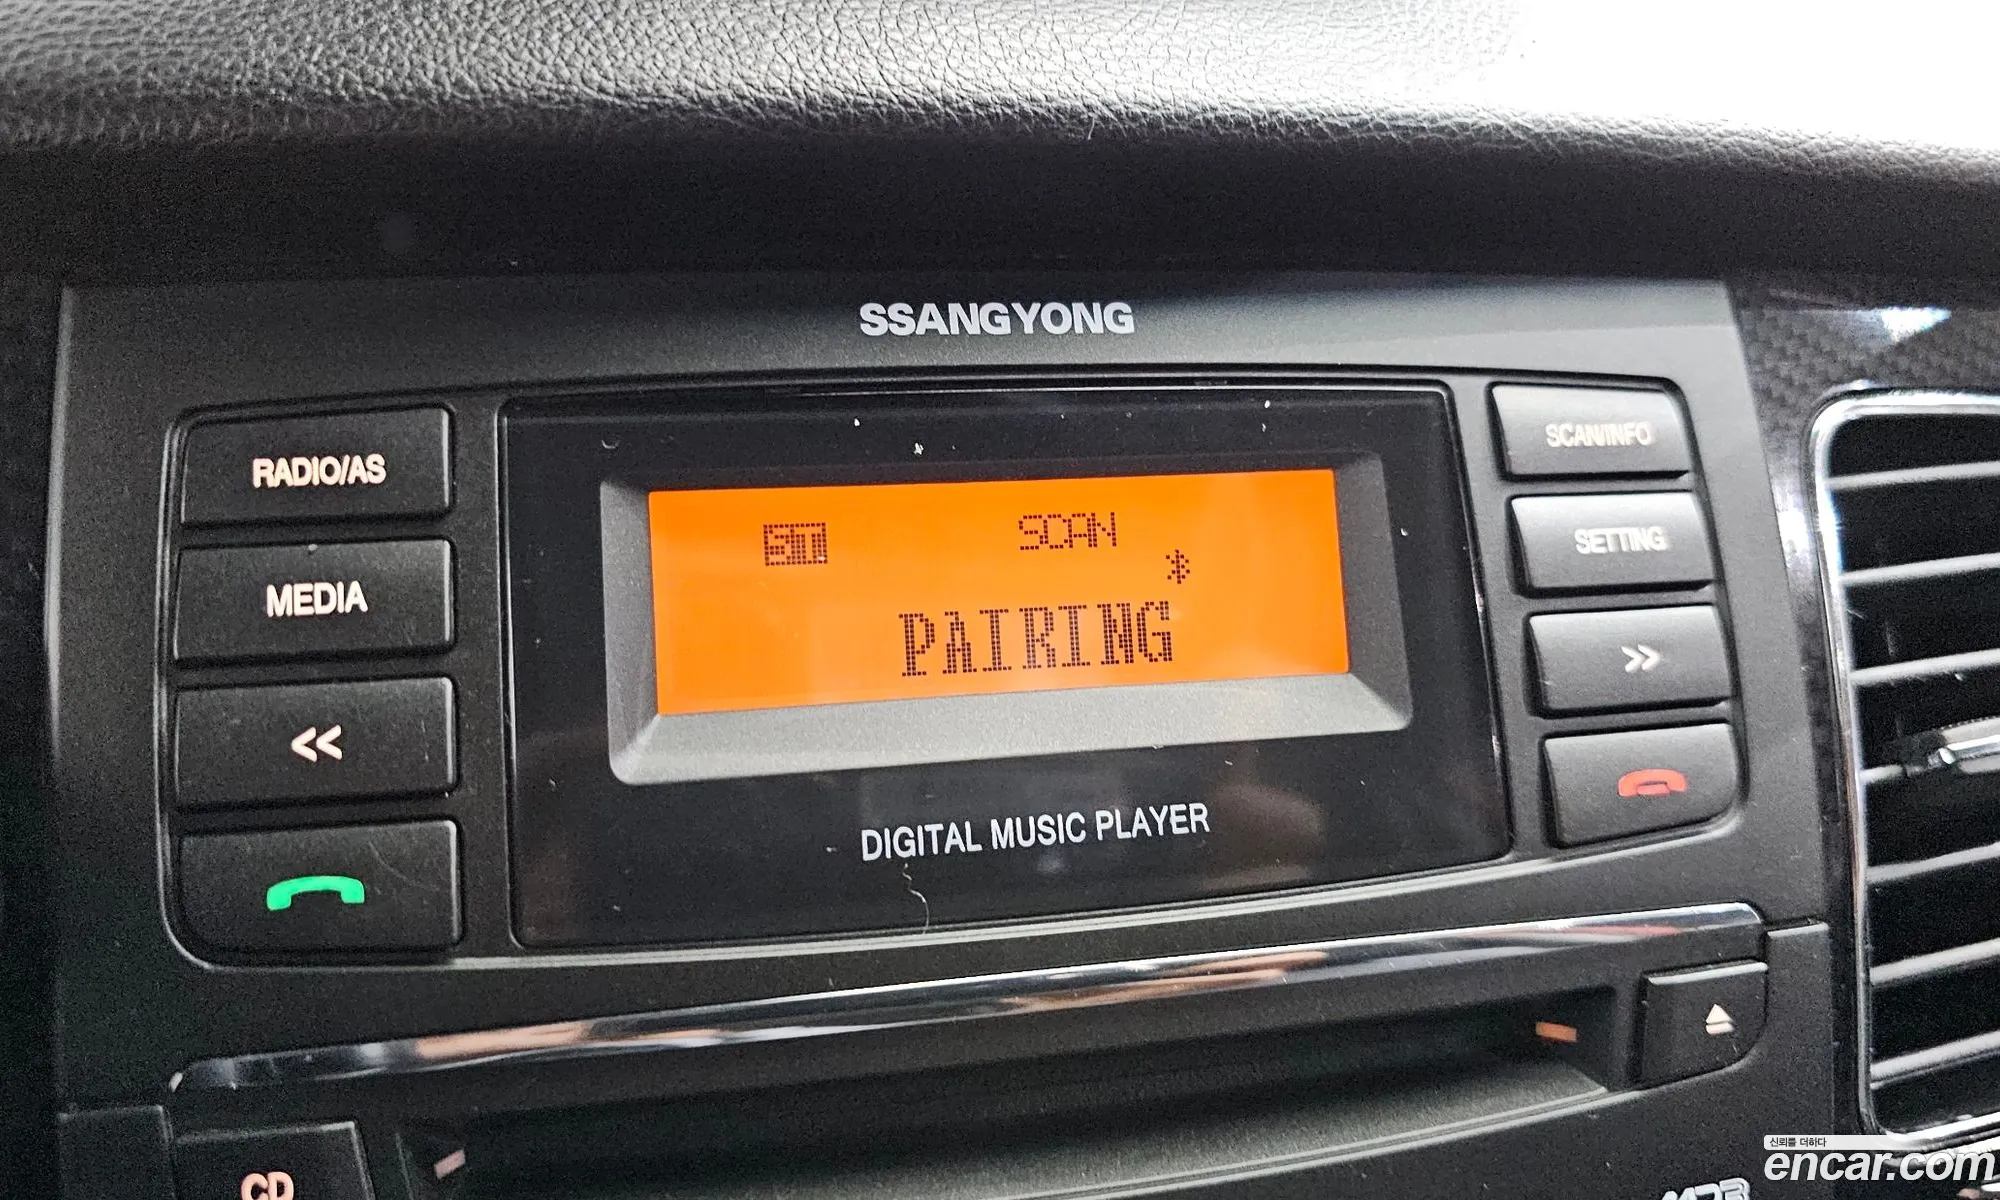 SSANGYONG
RADIO/AS
SCAN/INFO
SCAN
MEDIA
SETTING
PAIRING
DIGITAL MUSIC PLAYER
CD
신뢰를 더하다
encar.com